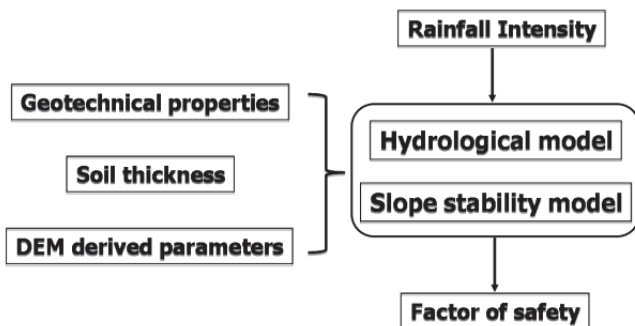 Rainfall Intensity
Geotechnical properties
Soil thickness
DEM derived parameters
Hydrological model
Slope stability model
Factor of safety